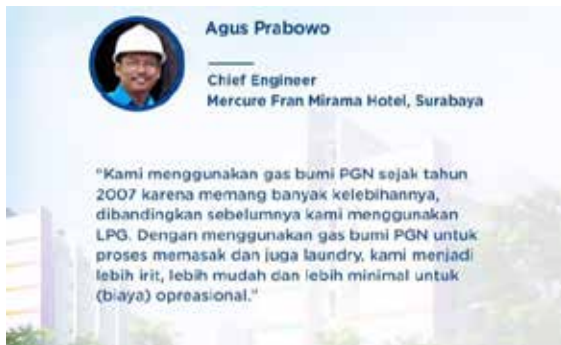 Agus Prabowo
Chief Engineer
Mercure Fran Mirama Hotel, Surabaya
"Kami menggunakan gas bumi PGN sejak tahun
2007 karena memang banyak kelebihannya,
dibandingkan sebelumnya kami menggunakan
LPG. Dengan menggunakan gas bumi PGN untuk
proses memasak dan juga laundry, kami menjadi
lebih irit, lebih mudah dan lebih minimal untuk
(biaya) opreasional."